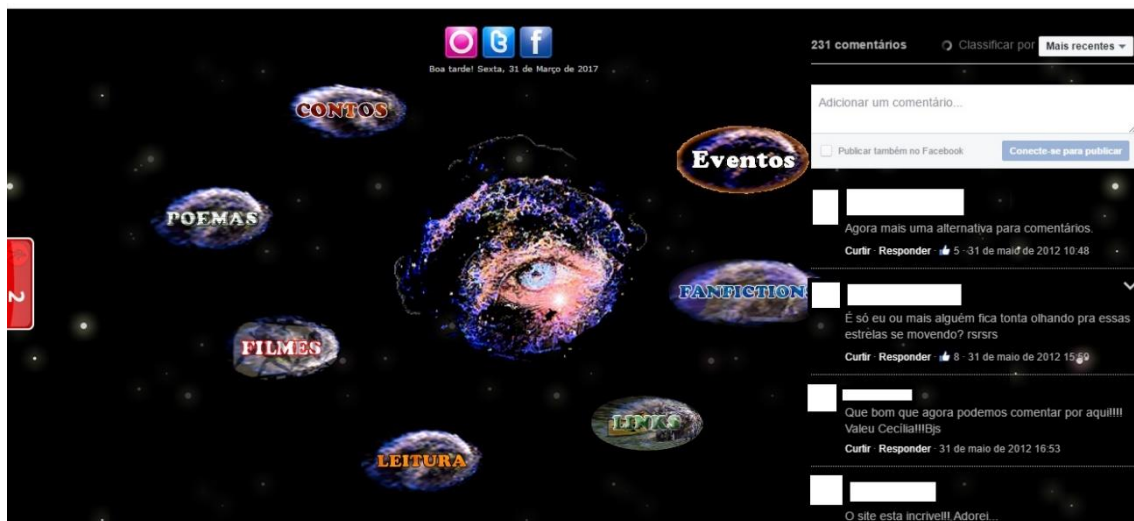 Boa tarde! Sexta, 31 de Março de 2017
CONTOS
Eventos
POEMAS
FANFICTION
FILMES
LINKS
LEITURA
2
231 comentários
Classificar por Mais recentes
Adicionar um comentário...
Publicar também no Facebook
Conecte-se para publicar
Agora mais uma alternativa para comentários.
Curtir · Responder · 5 · 31 de maio de 2012 10:48
É só eu ou mais alguém fica tonta olhando pra essas
estrelas se movendo? rsrsrs
Curtir · Responder · 8 · 31 de maio de 2012 15:59
Que bom que agora podemos comentar por aqui!!!!
Valeu Cecília!!!Bjs
Curtir · Responder · 31 de maio de 2012 16:53
O site esta incrivel!! Adorei...